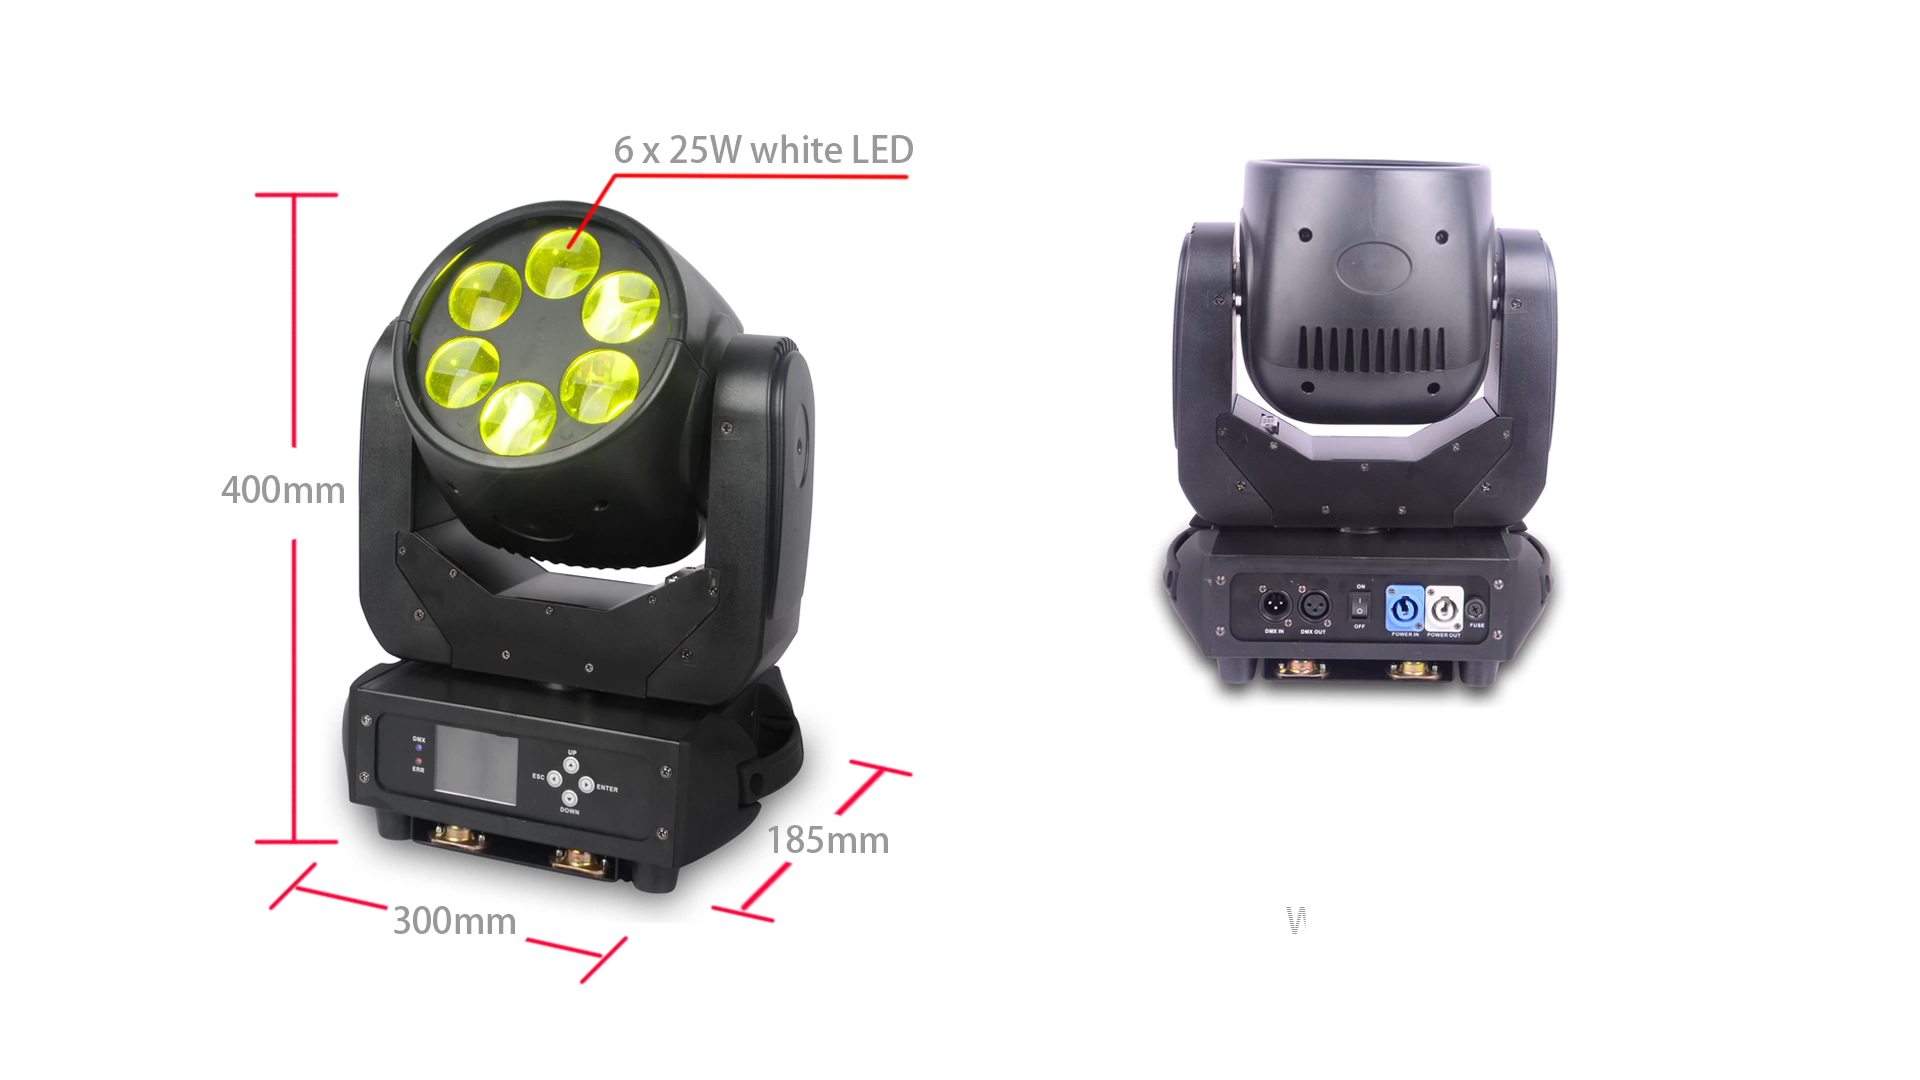 6 x 25W white LED
400mm
DMX
ERR
UP
ESC
ENTER
DOWN
185mm
300mm
ON
OFF
DMX IN
DMX OUT
POWER IN
POWER OUT
FUSE
W